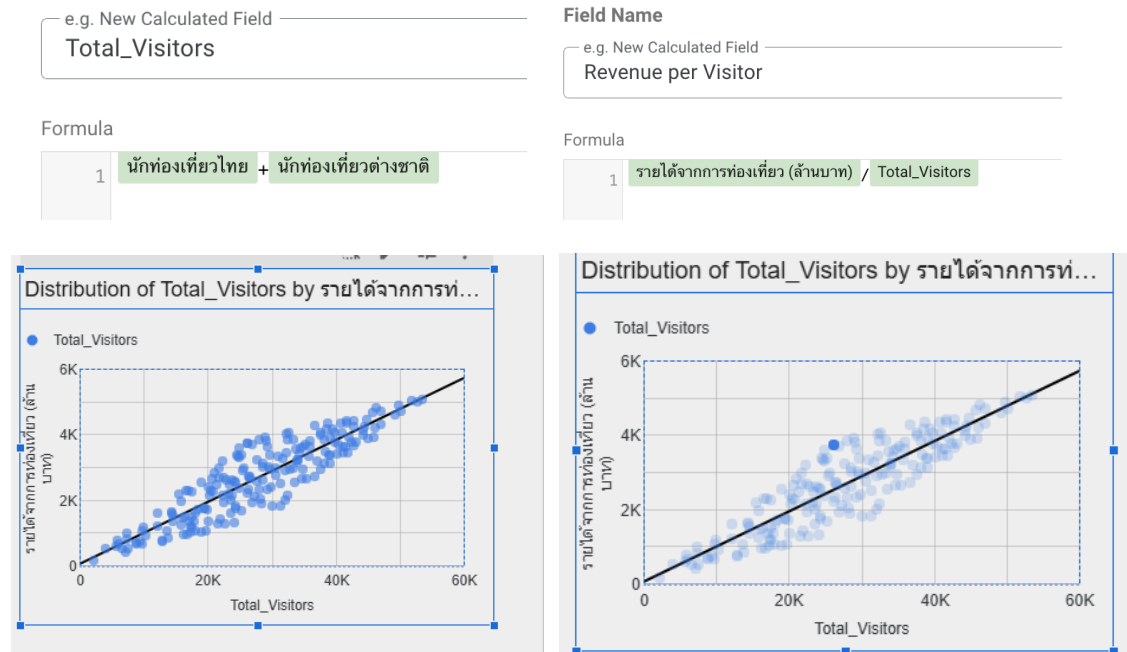 e.g. New Calculated Field
Total_Visitors
Formula
1 นักท่องเที่ยวไทย + นักท่องเที่ยวต่างชาติ
Field Name
e.g. New Calculated Field
Revenue per Visitor
Formula
1 รายได้จากการท่องเที่ยว (ล้านบาท) / Total_Visitors
Distribution of Total_Visitors by รายได้จากการท่...
Total_Visitors
6K
4K
2K
0
รายได้จากการท่องเที่ยว (ล้าน
บาท)
0 20K 40K 60K
Total_Visitors
Distribution of Total_Visitors by รายได้จากการท่...
Total_Visitors
6K
4K
2K
0
รายได้จากการท่องเที่ยว (ล้าน
บาท)
0 20K 40K 60K
Total_Visitors